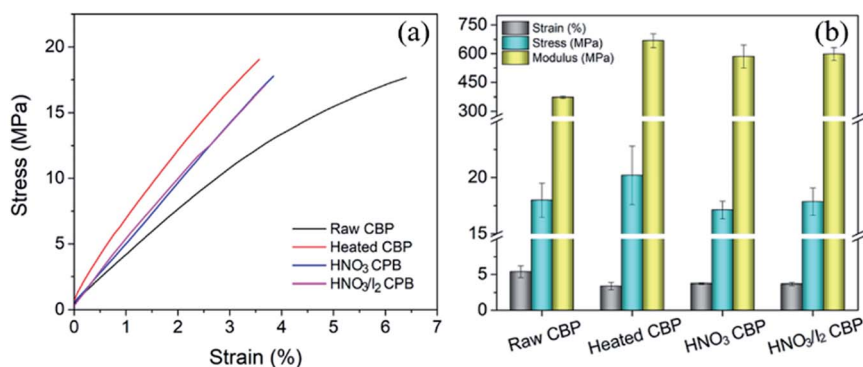 (a)
Stress (MPa)
20
15
10
5
0
Raw CBP
Heated CBP
HNO₃ CPB
HNO₃/I₂ CPB
0 1 2 3 4 5 6 7
Strain (%)
(b)
Strain (%)
Stress (MPa)
Modulus (MPa)
750
600
450
300
20
15
5
0
Raw CBP
Heated CBP
HNO₃ CBP
HNO₃/I₂ CBP